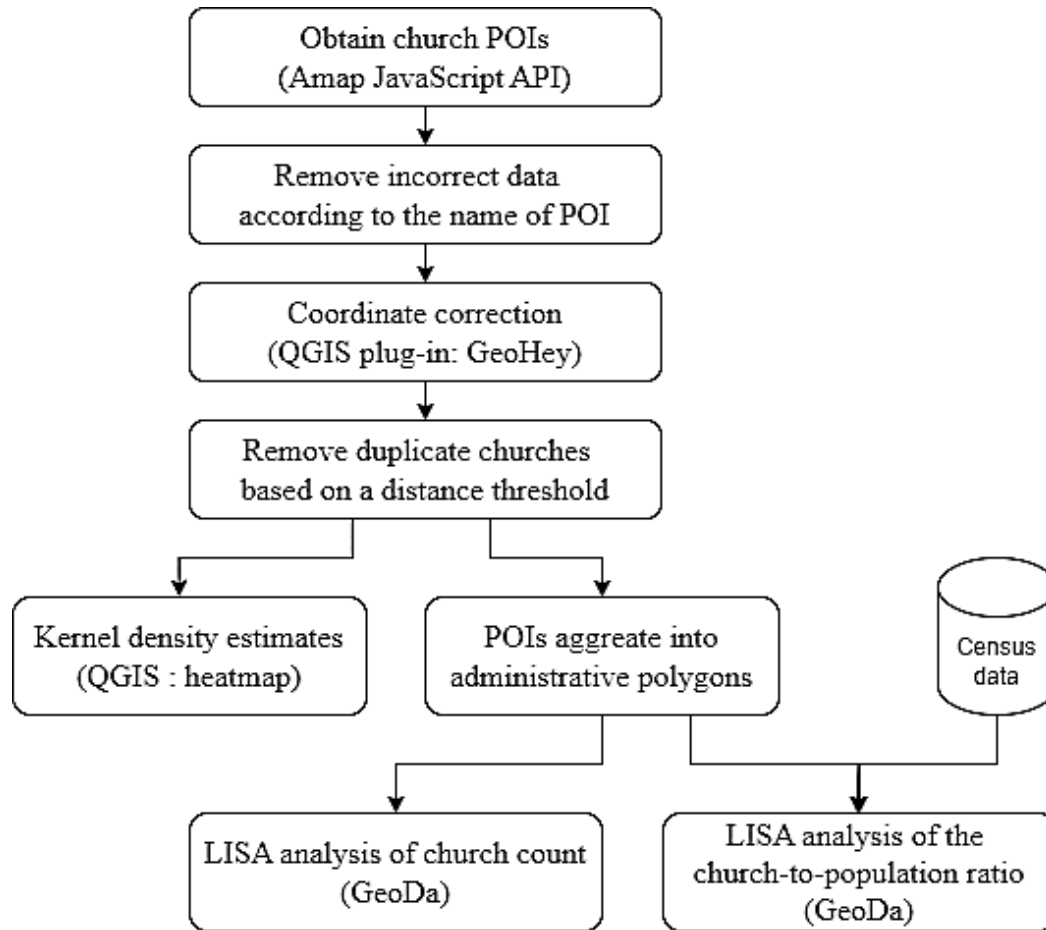 Obtain church POIs
(Amap JavaScript API)
Remove incorrect data
according to the name of POI
Coordinate correction
(QGIS plug-in: GeoHey)
Remove duplicate churches
based on a distance threshold
Kernel density estimates
(QGIS : heatmap)
POIs aggreate into
administrative polygons
Census
data
LISA analysis of church count
(GeoDa)
LISA analysis of the
church-to-population ratio
(GeoDa)